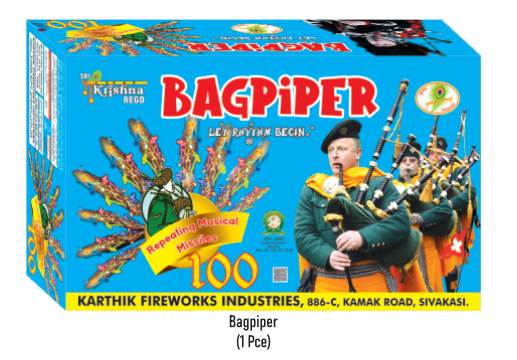 BAGPiPER
SRI
Krishna
REGD
BAGPiPER
LET RHYTHM BEGIN.
Repeating Musical
Missiles
100
KARTHIK FIREWORKS INDUSTRIES, 886-C, KAMAK ROAD, SIVAKASI.
Bagpiper
(1 Pce)